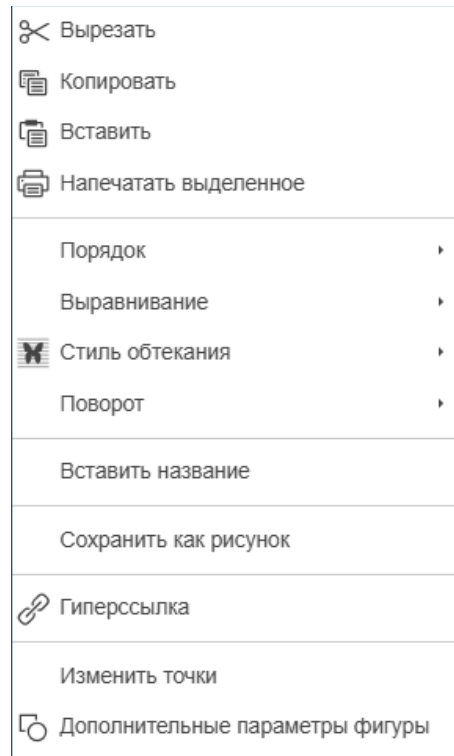 Вырезать
Копировать
Вставить
Напечатать выделенное
Порядок
Выравнивание
Стиль обтекания
Поворот
Вставить название
Сохранить как рисунок
Гиперссылка
Изменить точки
Дополнительные параметры фигуры